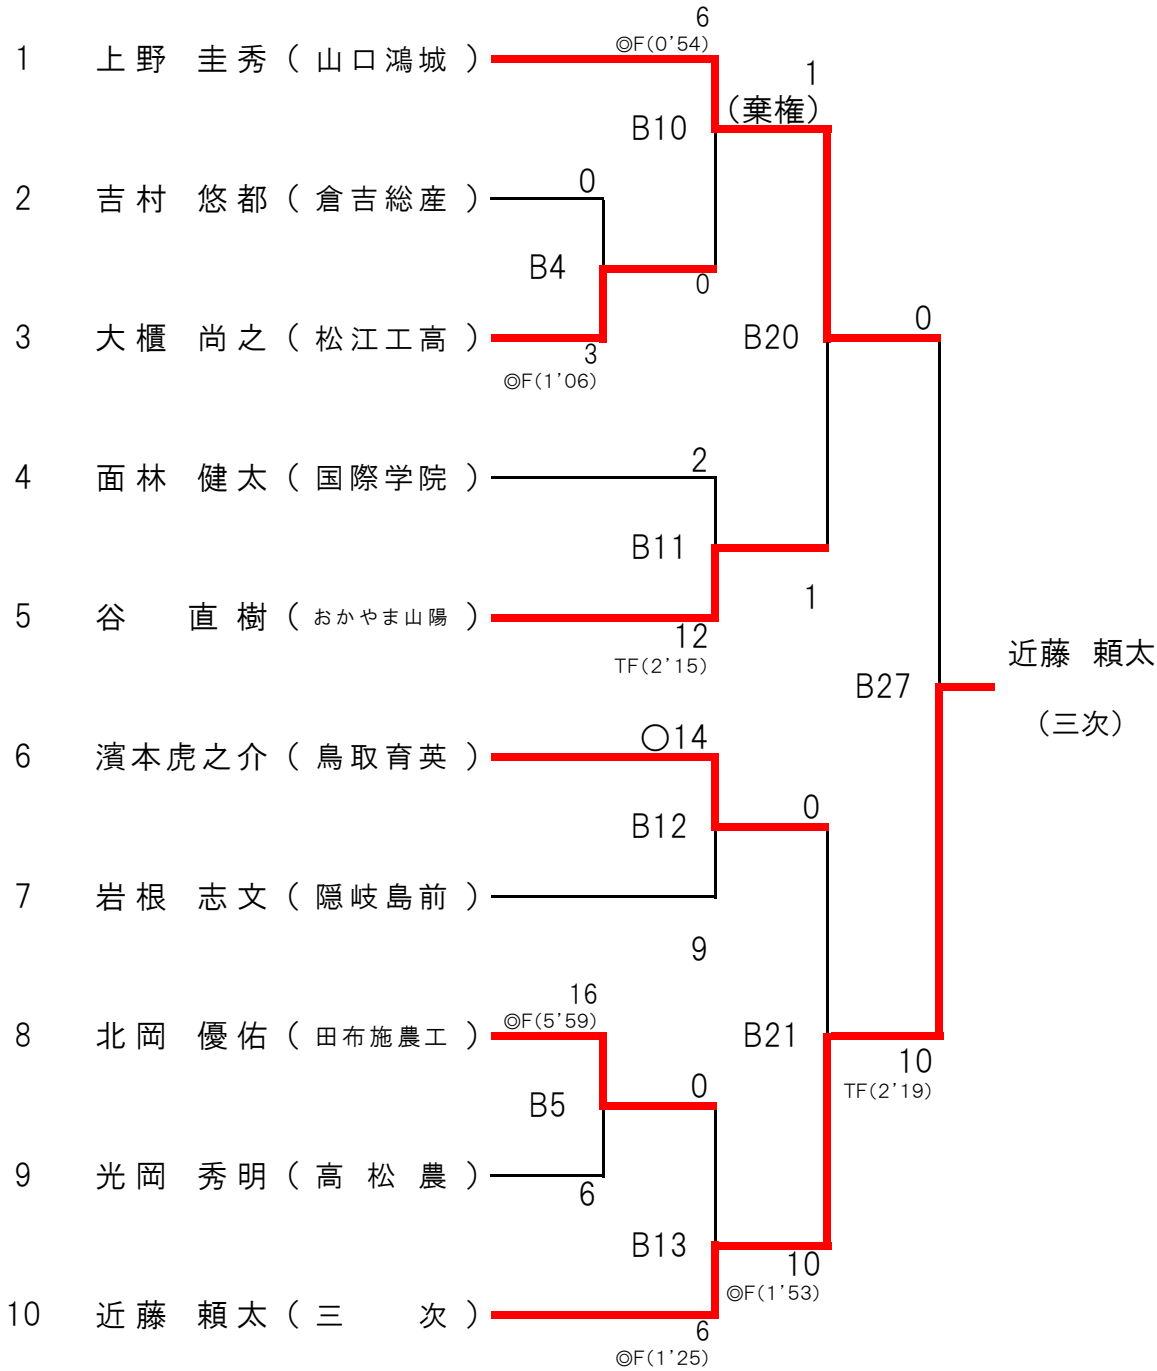 6
◎F(0'54)
1 上野 圭秀 ( 山口鴻城 )
1
(棄権)
B10
0
2 吉村 悠都 ( 倉吉総産 )
B4
0
3 大櫃 尚之 ( 松江工高 )
B20
0
3
◎F(1'06)
2
4 面林 健太 ( 国際学院 )
B11
1
5 谷 直樹 ( おかやま山陽 )
12
TF(2'15)
近藤 頼太
B27
(三次)
○14
6 濱本虎之介 ( 鳥取育英 )
0
B12
7 岩根 志文 ( 隠岐島前 )
9
16
◎F(5'59)
8 北岡 優佑 ( 田布施農工 )
B21
10
TF(2'19)
0
B5
9 光岡 秀明 ( 高松農 )
6
B13
10
◎F(1'53)
10 近藤 頼太 ( 三次 )
6
◎F(1'25)